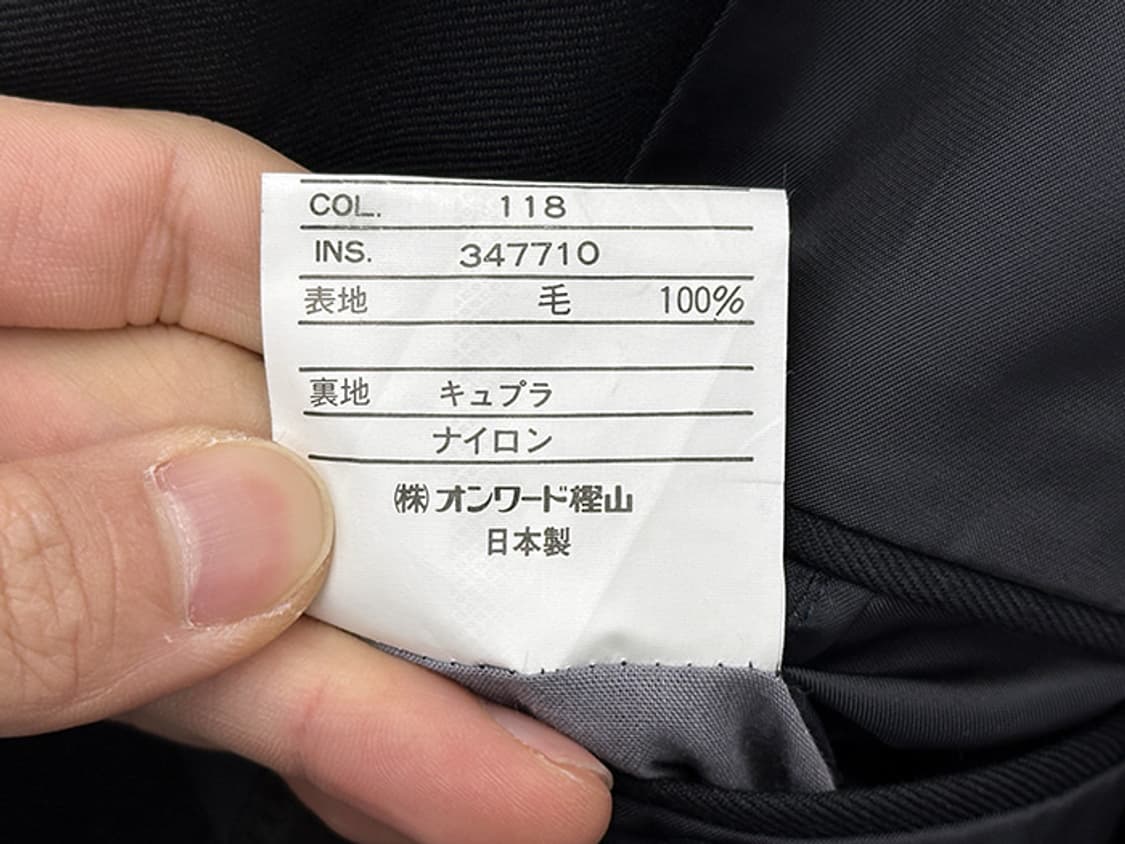 COL. 118
INS. 347710
表地 毛 100%
裏地 キュプラ
ナイロン
㈱オンワード樫山
日本製